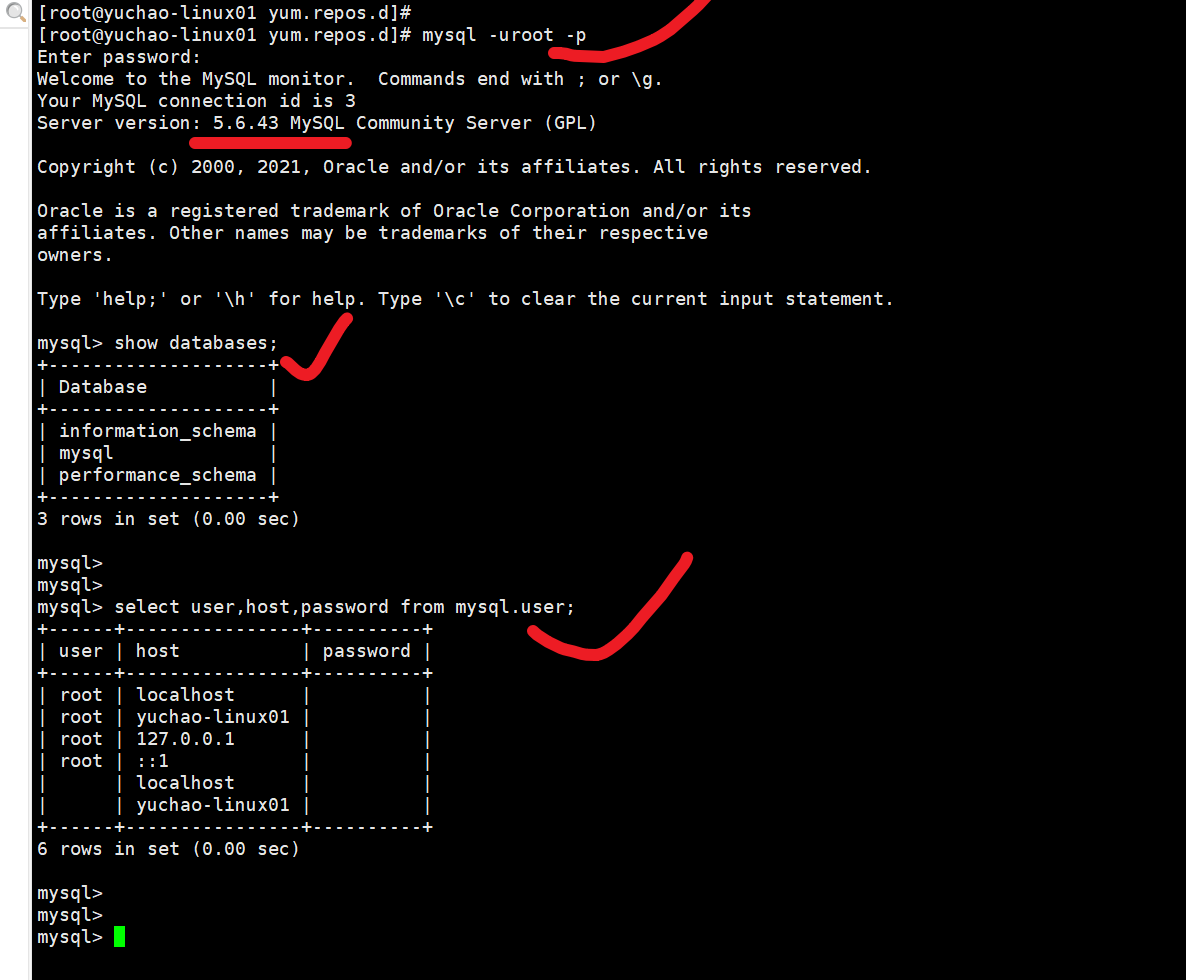 [root@yuchao-linux01 yum.repos.d]#
[root@yuchao-linux01 yum.repos.d]# mysql -uroot -p
Enter password:
Welcome to the MySQL monitor.  Commands end with ; or \g.
Your MySQL connection id is 3
Server version: 5.6.43 MySQL Community Server (GPL)
Copyright (c) 2000, 2021, Oracle and/or its affiliates. All rights reserved.
Oracle is a registered trademark of Oracle Corporation and/or its
affiliates. Other names may be trademarks of their respective
owners.
Type 'help;' or '\h' for help. Type '\c' to clear the current input statement.
mysql> show databases;
+--------------------+
| Database           |
+--------------------+
| information_schema |
| mysql              |
| performance_schema |
+--------------------+
3 rows in set (0.00 sec)
mysql>
mysql>
mysql> select user,host,password from mysql.user;
+------+----------------+----------+
| user | host           | password |
+------+----------------+----------+
| root | localhost      |          |
| root | yuchao-linux01 |          |
| root | 127.0.0.1      |          |
| root | ::1            |          |
|      | localhost      |          |
|      | yuchao-linux01 |          |
+------+----------------+----------+
6 rows in set (0.00 sec)
mysql>
mysql>
mysql>